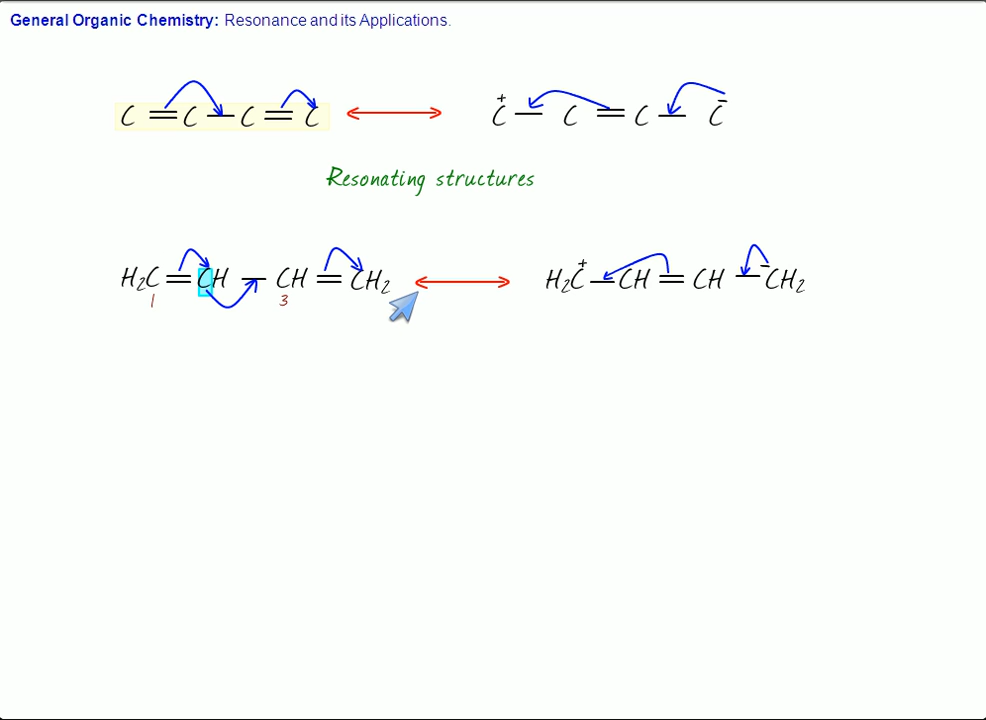 General Organic Chemistry: Resonance and its Applications.
C = C – C = C ⟷ C⁺ – C = C – C⁻
Resonating structures
H₂C = CH – CH = CH₂ ⟷ H₂C⁺ – CH = CH – ⁻CH₂
1 3